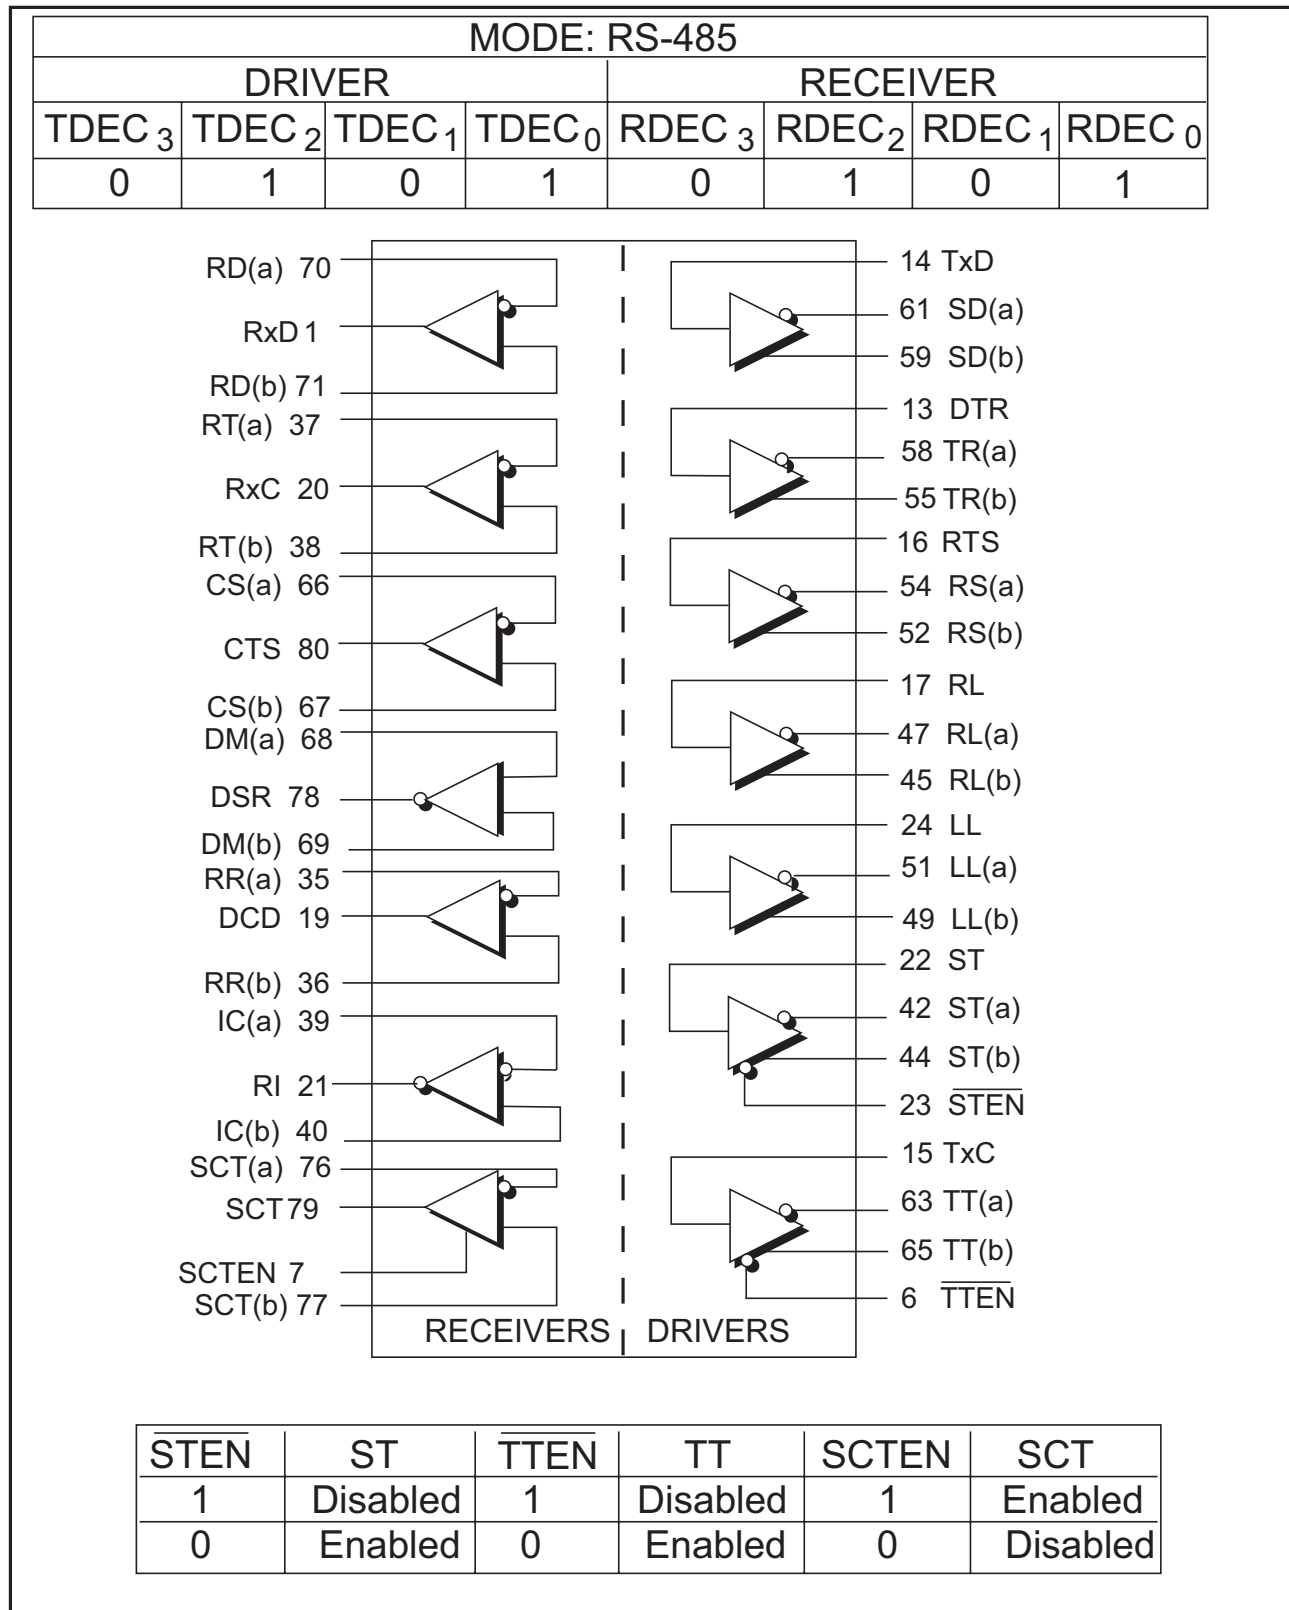 MODE: RS-485
DRIVER RECEIVER
TDEC3 TDEC2 TDEC1 TDEC0 RDEC3 RDEC2 RDEC1 RDEC0
0 1 0 1 0 1 0 1
RD(a) 70
RxD 1
RD(b) 71
RT(a) 37
RxC 20
RT(b) 38
CS(a) 66
CTS 80
CS(b) 67
DM(a) 68
DSR 78
DM(b) 69
RR(a) 35
DCD 19
RR(b) 36
IC(a) 39
RI 21
IC(b) 40
SCT(a) 76
SCT 79
SCTEN 7
SCT(b) 77
14 TxD
61 SD(a)
59 SD(b)
13 DTR
58 TR(a)
55 TR(b)
16 RTS
54 RS(a)
52 RS(b)
17 RL
47 RL(a)
45 RL(b)
24 LL
51 LL(a)
49 LL(b)
22 ST
42 ST(a)
44 ST(b)
23 S̅T̅E̅N̅
15 TxC
63 TT(a)
65 TT(b)
6 T̅T̅E̅N̅
RECEIVERS DRIVERS
S̅T̅E̅N̅ ST T̅T̅E̅N̅ TT SCTEN SCT
1 Disabled 1 Disabled 1 Enabled
0 Enabled 0 Enabled 0 Disabled